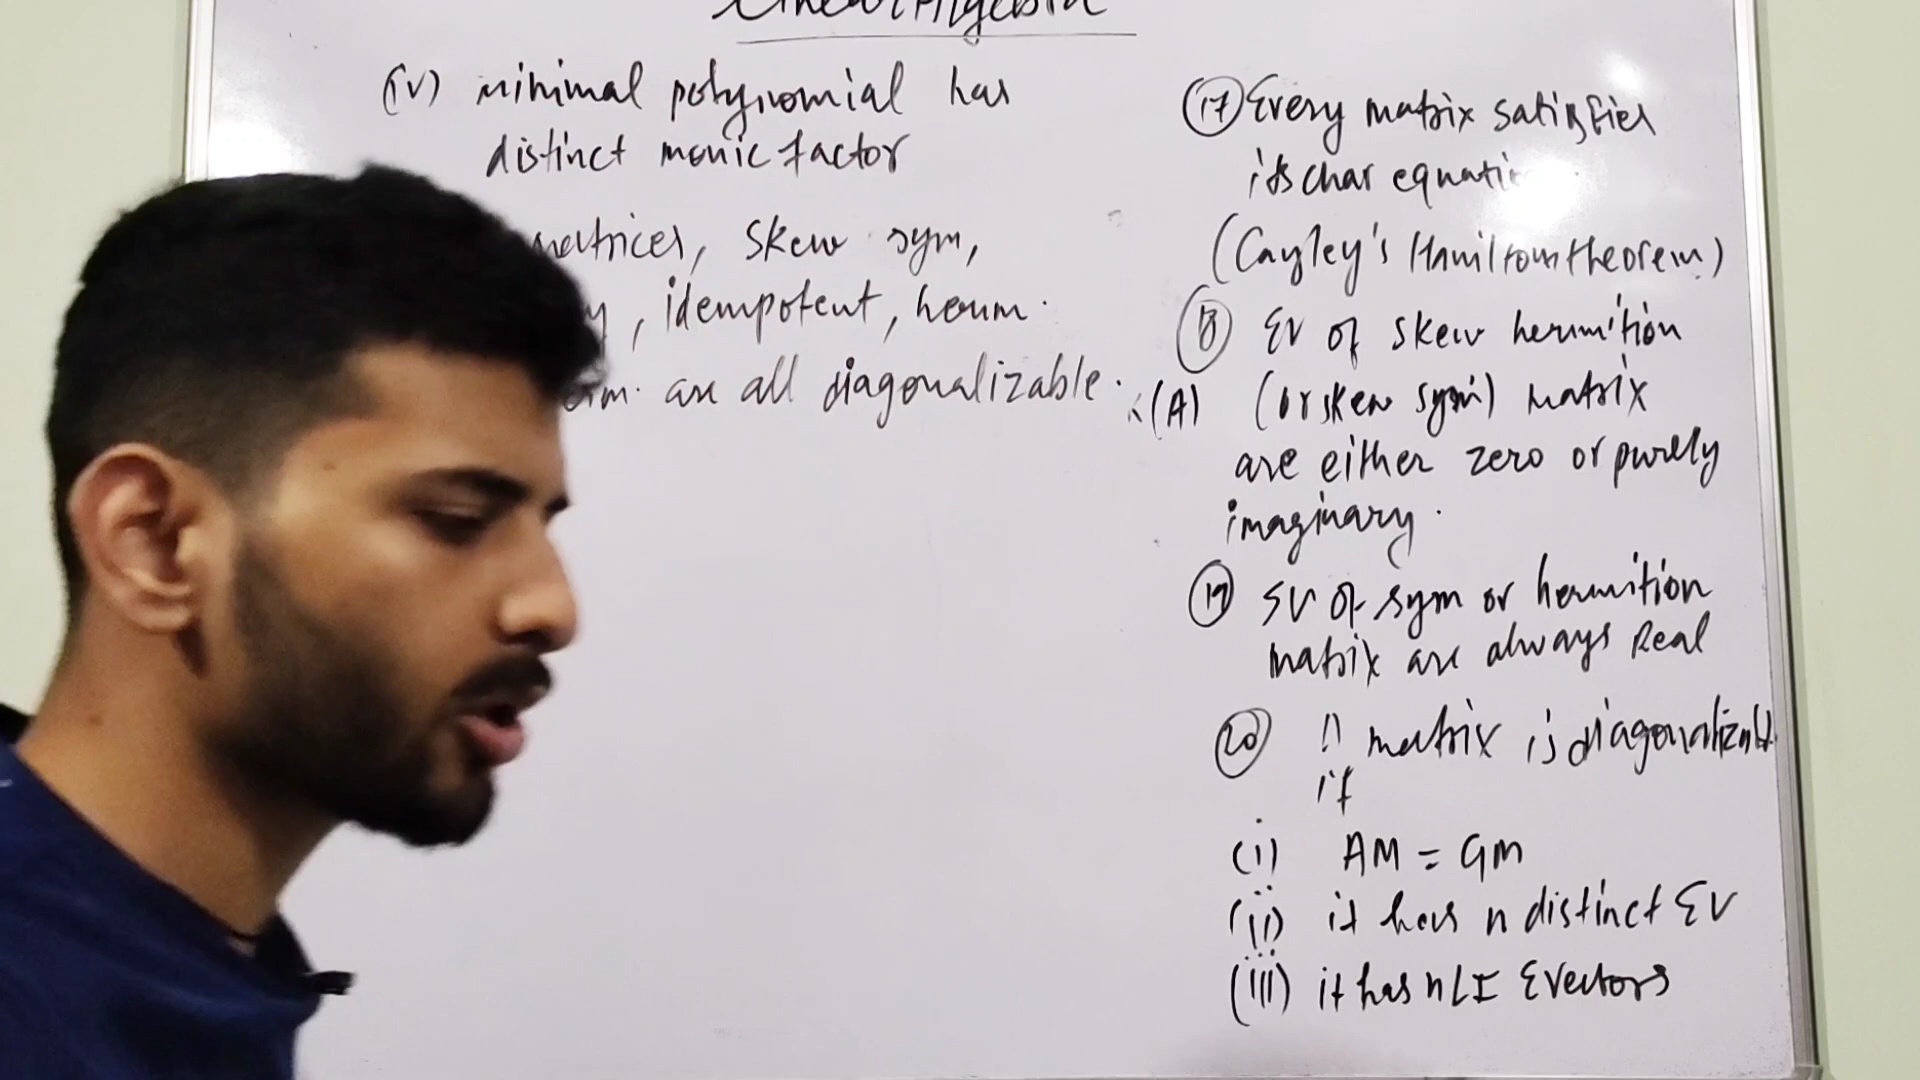 Linear Algebra
(iv) minimal polynomial has
distinct monic factor
matrices, skew sym,
, idempotent, herm.
are all diagonalizable.
(17) Every matrix satisfies
its char equati
(Cayley's Hamilton theorem)
(18) EV of skew hermition
(A) (or skew sym) matrix
are either zero or purely
imaginary.
(19) EV of sym or hermition
matrix are always Real
(20) A matrix is diagonalizabl
if
(i) AM = GM
(ii) it has n distinct EV
(iii) it has n LI Evectors